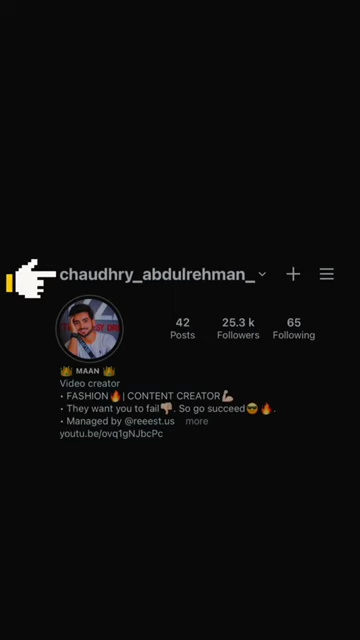 chaudhry_abdulrehman_
42
25.3 k
65
Posts
Followers
Following
👑 MAAN 👑
Video creator
• FASHION🔥| CONTENT CREATOR💪🏼
• They want you to fail👎🏼. So go succeed😎🔥.
• Managed by @reeest.us more
youtu.be/ovq1gNJbcPc